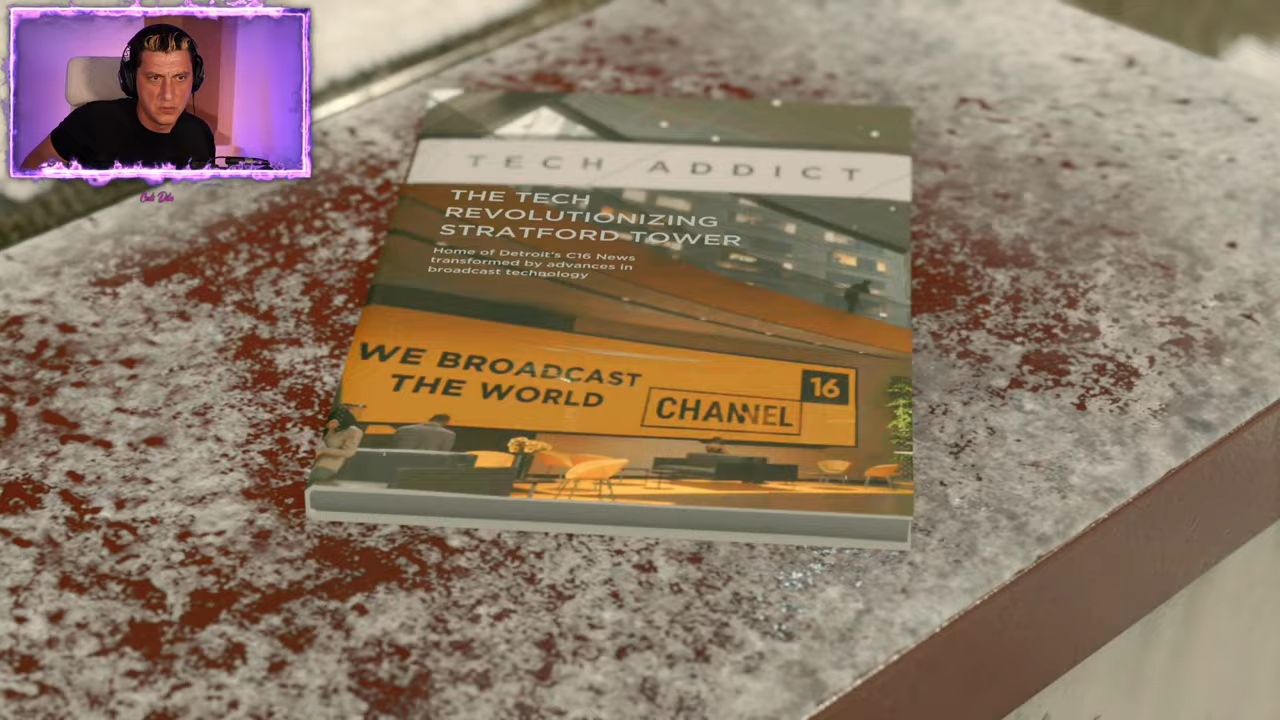 TECH ADDICT
THE TECH
REVOLUTIONIZING
STRATFORD TOWER
Home of Detroit's C16 News
transformed by advances in
broadcast technology
WE BROADCAST
THE WORLD
CHANNEL
16